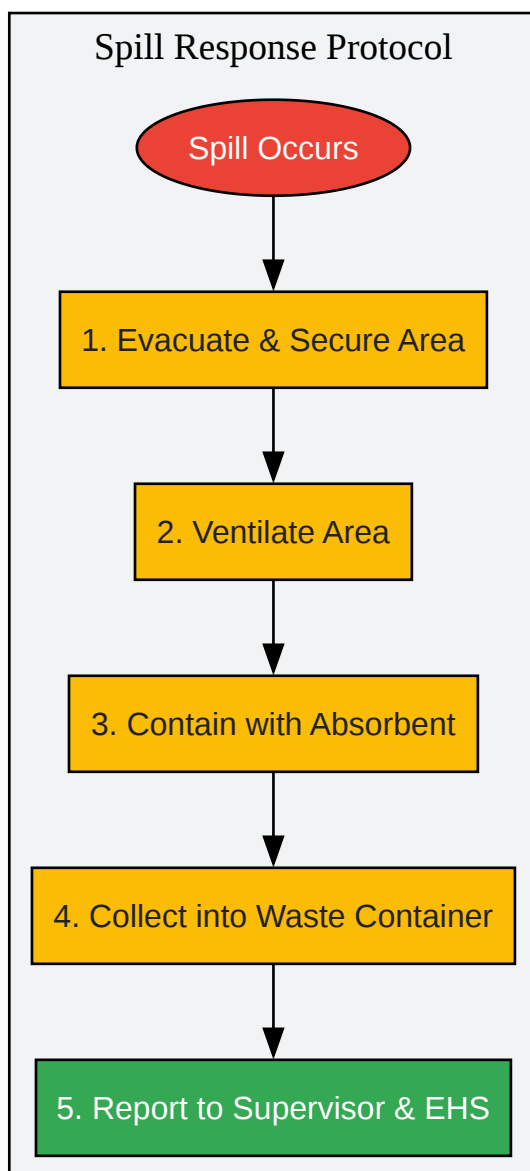 Spill Response Protocol
Spill Occurs
1. Evacuate & Secure Area
2. Ventilate Area
3. Contain with Absorbent
4. Collect into Waste Container
5. Report to Supervisor & EHS